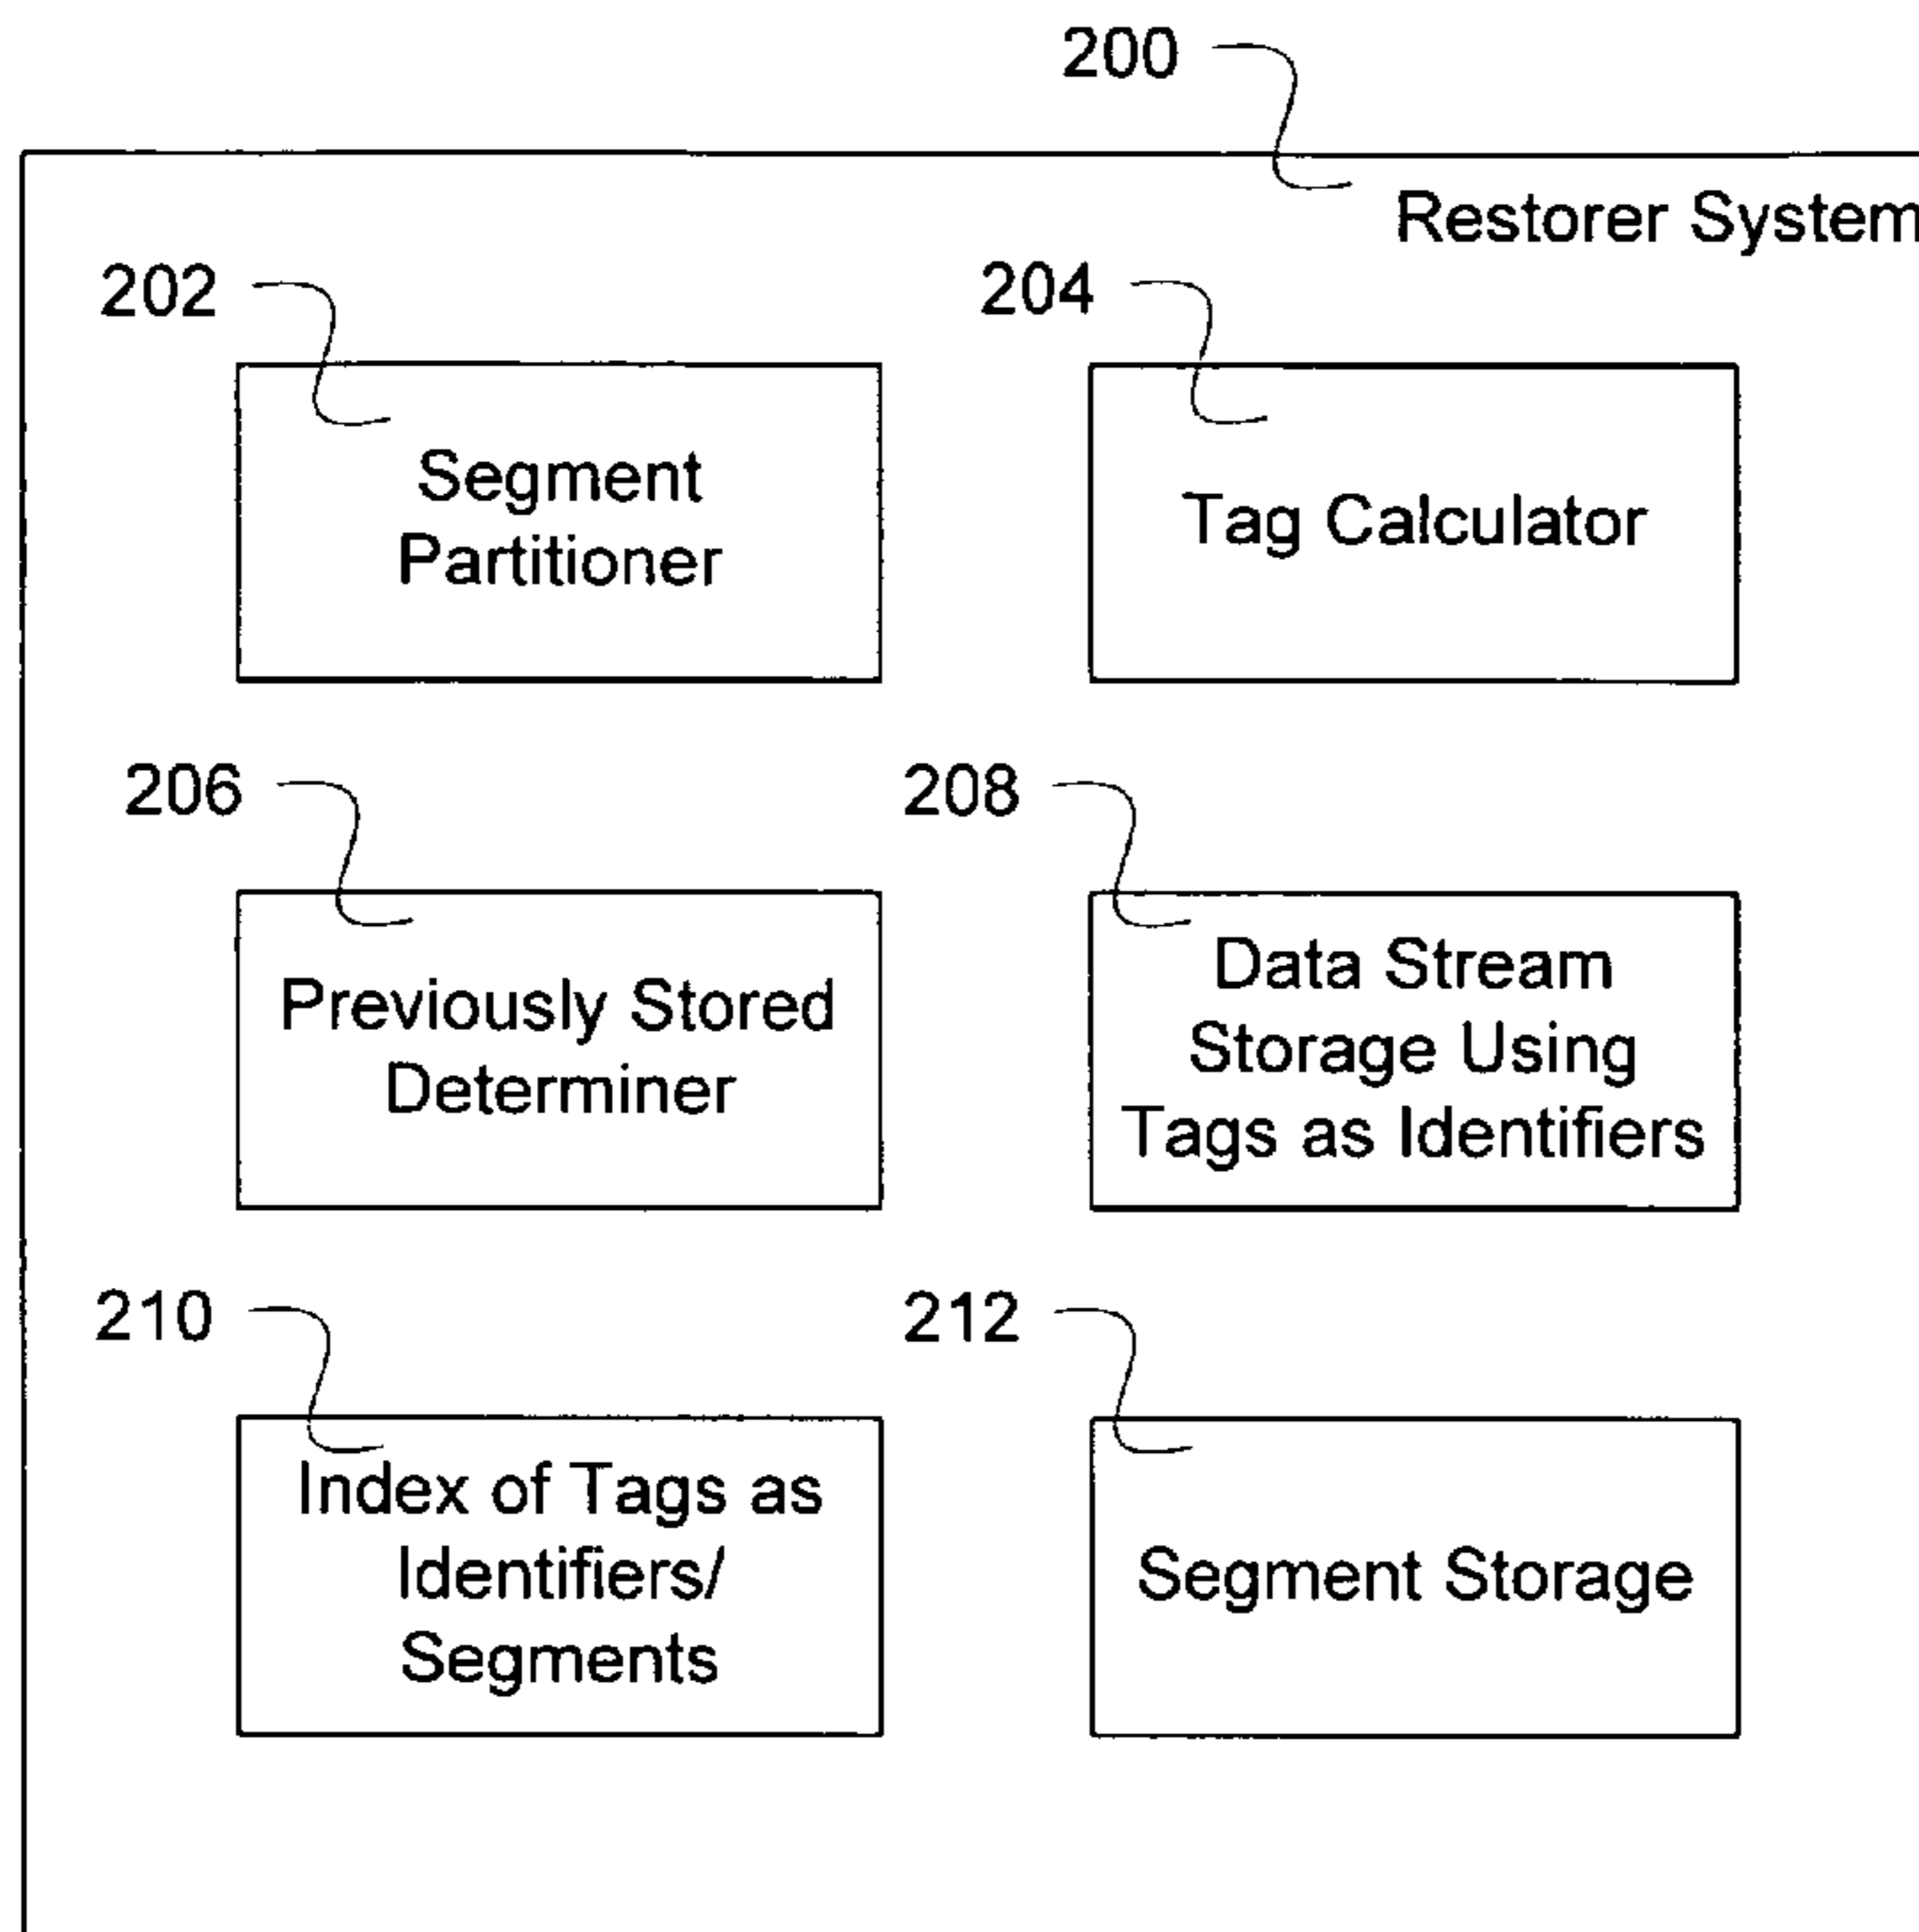 200
Restorer System
202
204
Segment
Partitioner
Tag Calculator
206
208
Previously Stored
Determiner
Data Stream
Storage Using
Tags as Identifiers
210
212
Index of Tags as
Identifiers/
Segments
Segment Storage